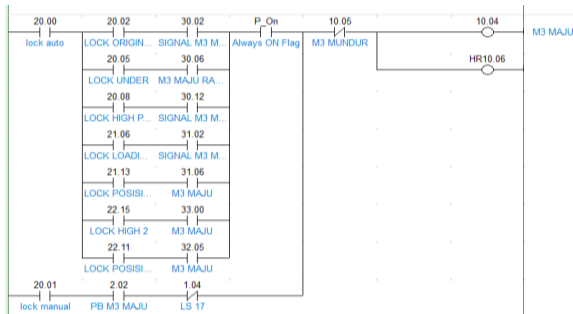 20.00 20.02 30.02 P_On 10.05 10.04
lock auto LOCK ORIGIN... SIGNAL M3 M... Always ON Flag M3 MUNDUR M3 MAJU
20.05 30.06 HR10.06
LOCK UNDER M3 MAJU RA...
20.08 30.12
LOCK HIGH P... SIGNAL M3 M...
21.06 31.02
LOCK LOADI... SIGNAL M3 M...
21.13 31.06
LOCK POSISI... M3 MAJU
22.15 33.00
LOCK HIGH 2 M3 MAJU
22.11 32.05
LOCK POSISI... M3 MAJU
20.01 2.02 1.04
lock manual PB M3 MAJU LS 17